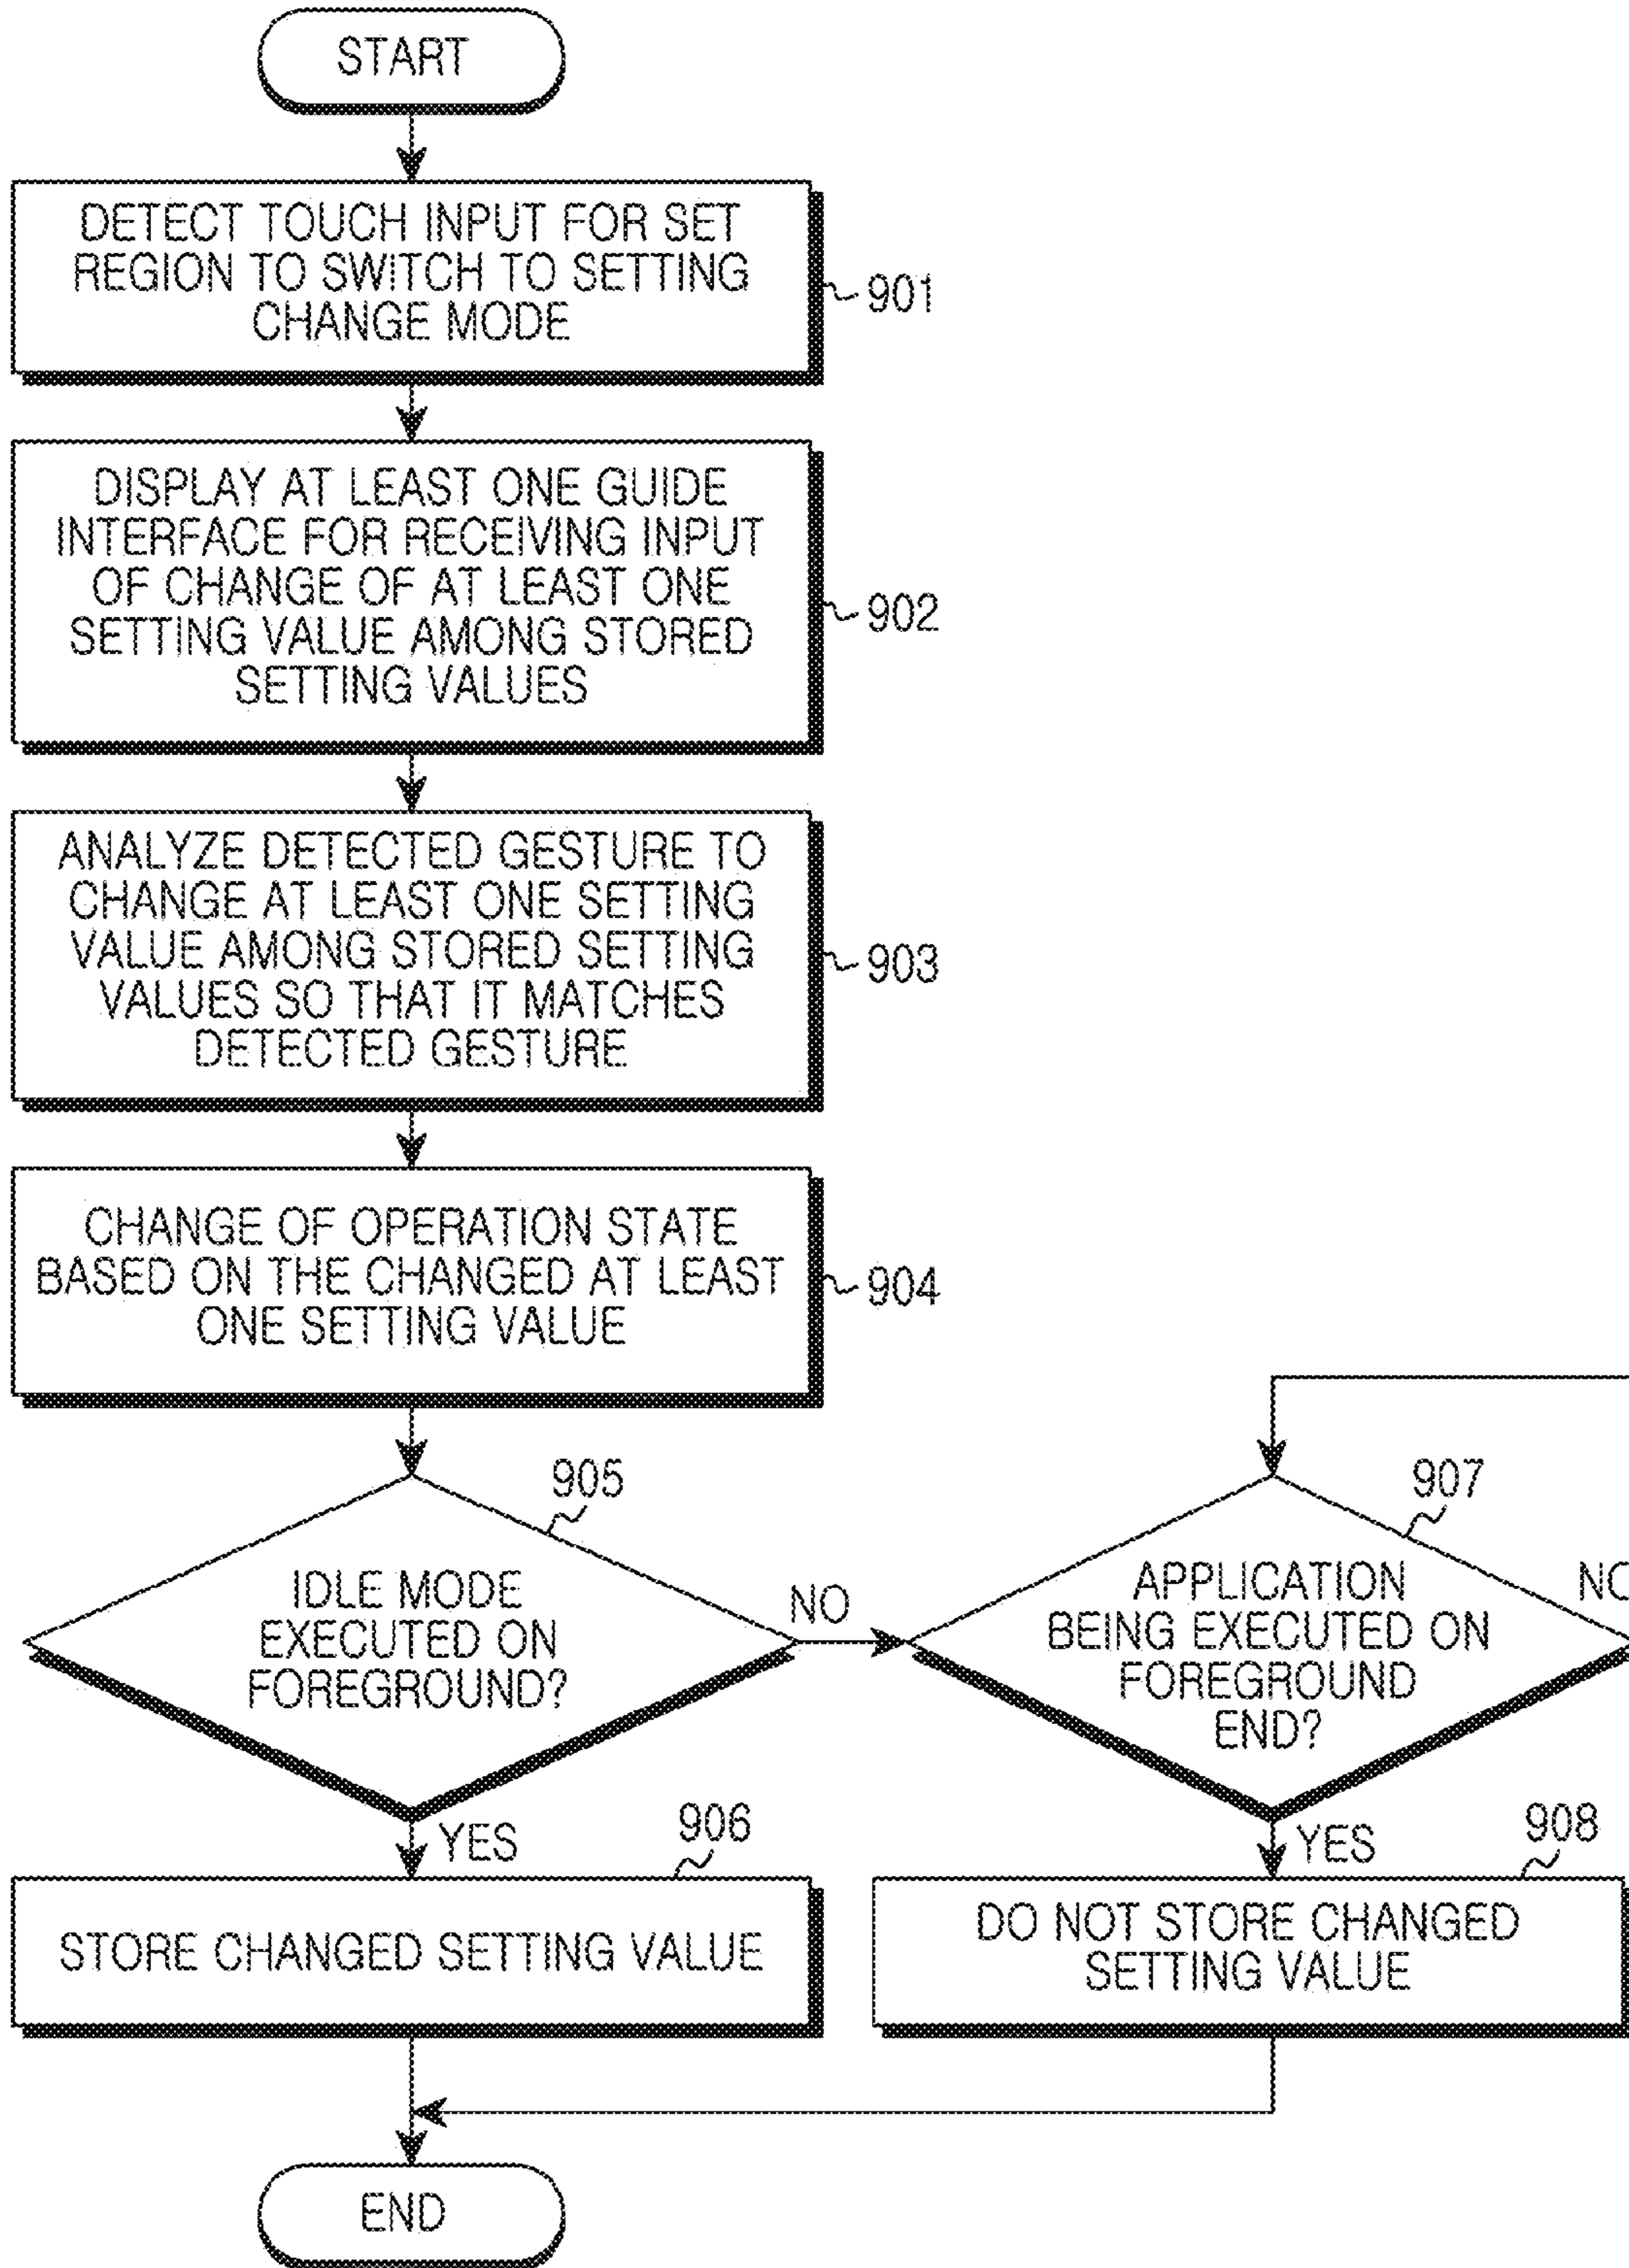 START
DETECT TOUCH INPUT FOR SET
REGION TO SWITCH TO SETTING
CHANGE MODE
901
DISPLAY AT LEAST ONE GUIDE
INTERFACE FOR RECEIVING INPUT
OF CHANGE OF AT LEAST ONE
SETTING VALUE AMONG STORED
SETTING VALUES
902
ANALYZE DETECTED GESTURE TO
CHANGE AT LEAST ONE SETTING
VALUE AMONG STORED SETTING
VALUES SO THAT IT MATCHES
DETECTED GESTURE
903
CHANGE OF OPERATION STATE
BASED ON THE CHANGED AT LEAST
ONE SETTING VALUE
904
905
IDLE MODE
EXECUTED ON
FOREGROUND?
NO
YES
907
APPLICATION
BEING EXECUTED ON
FOREGROUND
END?
NO
YES
906
STORE CHANGED SETTING VALUE
908
DO NOT STORE CHANGED
SETTING VALUE
END